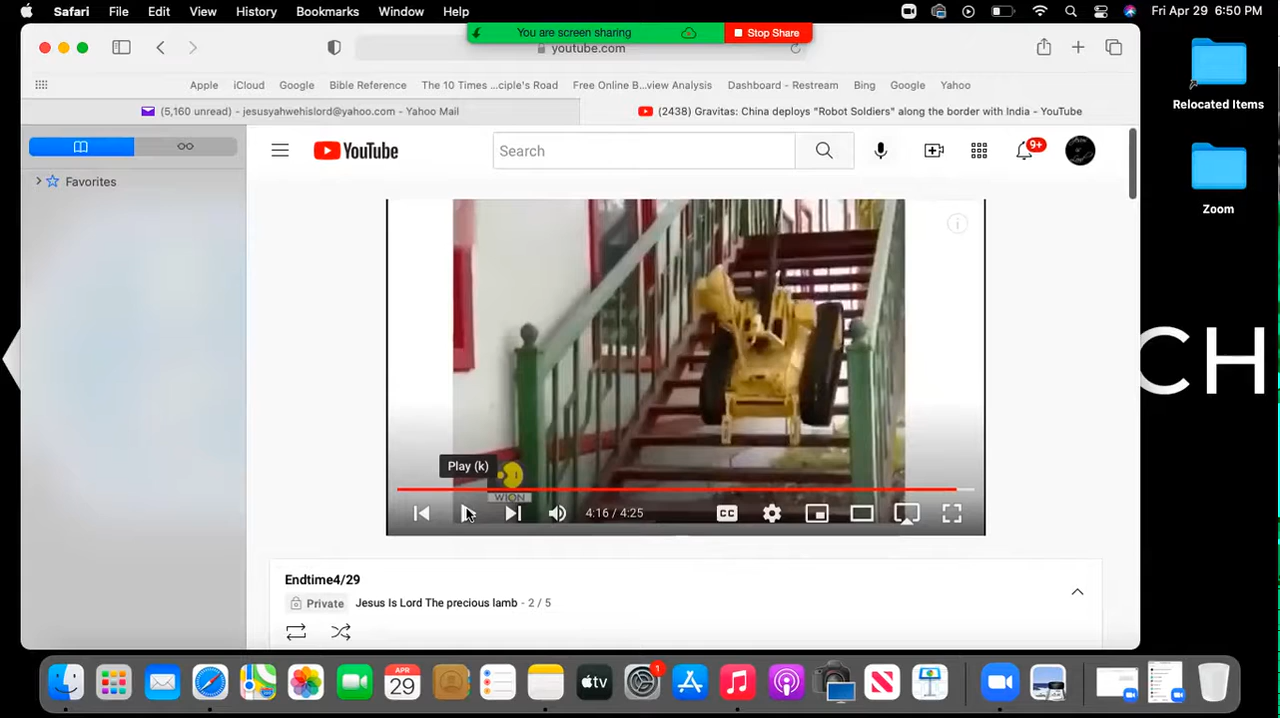 Safari File Edit View History Bookmarks Window Help Fri Apr 29 6:50 PM
You are screen sharing Stop Share
youtube.com
Apple iCloud Google Bible Reference The 10 Times ...ciple's Road Free Online B...view Analysis Dashboard - Restream Bing Google Yahoo
(5,160 unread) - jesusyahwehislord@yahoo.com - Yahoo Mail (2438) Gravitas: China deploys "Robot Soldiers" along the border with India - YouTube
YouTube Search 9+
Favorites
Relocated Items
Zoom
CH
Play (k)
WION
4:16 / 4:25 CC
Endtime4/29
Private Jesus Is Lord The precious lamb - 2 / 5
APR
29
tv
1